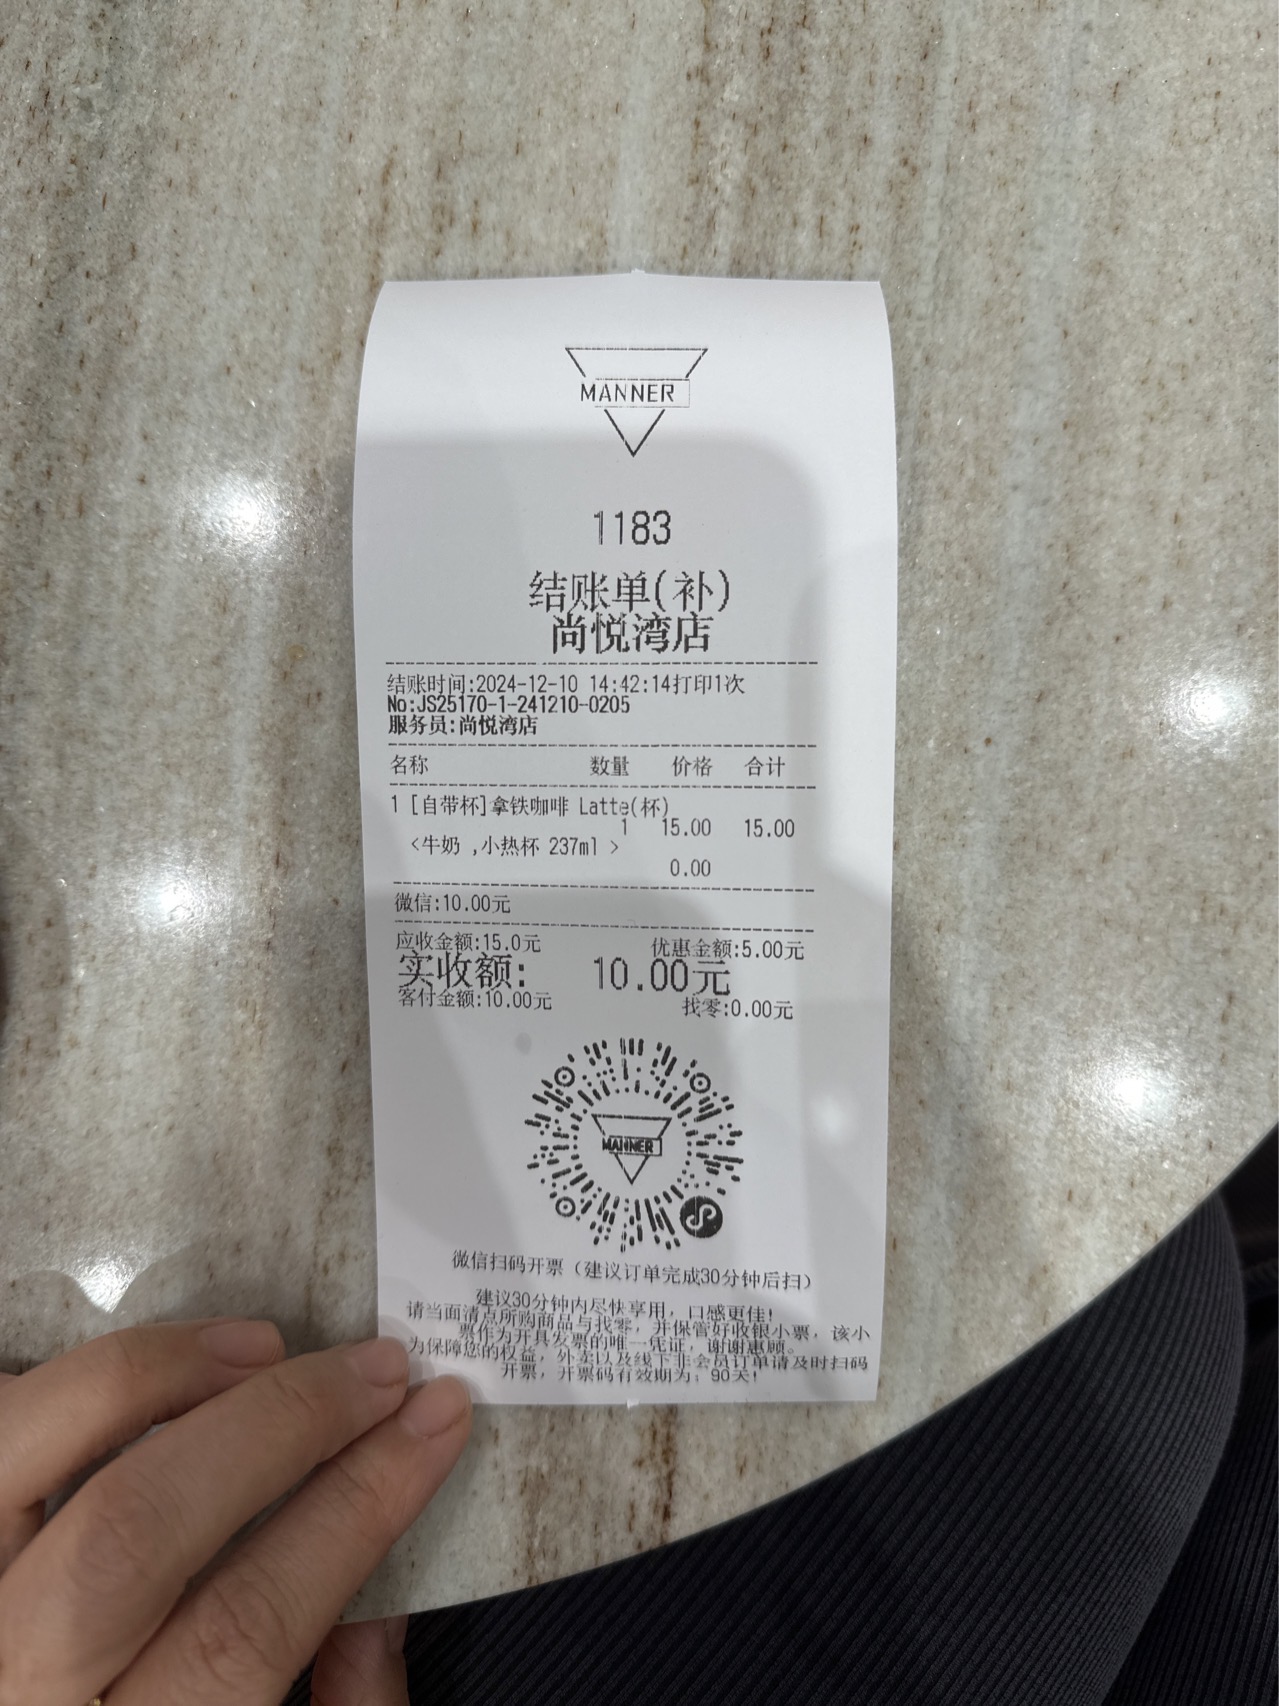 MANNER
1183
结账单(补)
尚悦湾店
结账时间:2024-12-10 14:42:14打印1次
No:JS25170-1-241210-0205
服务员:尚悦湾店
名称 数量 价格 合计
1 [自带杯]拿铁咖啡 Latte(杯)
1 15.00 15.00
<牛奶 ,小热杯 237ml >
0.00
微信:10.00元
应收金额:15.0元 优惠金额:5.00元
实收额: 10.00元
客付金额:10.00元 找零:0.00元
MANNER
微信扫码开票（建议订单完成30分钟后扫）
建议30分钟内尽快享用，口感更佳！
请当面清点所购商品与找零，并保管好收银小票，该小
票作为开具发票的唯一凭证，谢谢惠顾。
为保障您的权益，外卖以及线下非会员订单请及时扫码
开票，开票码有效期为：90天！